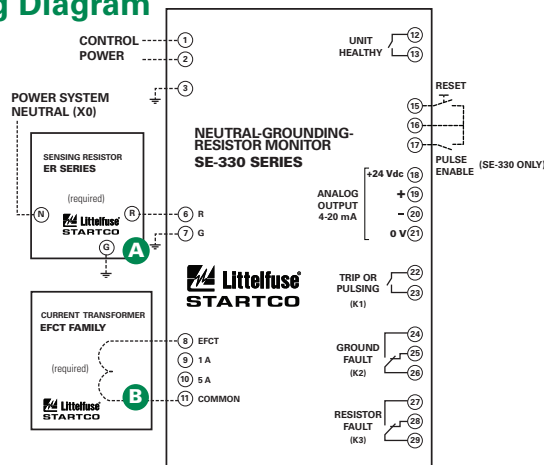 g Diagram
CONTROL
POWER
1
2
3
POWER SYSTEM
NEUTRAL (X0)
SENSING RESISTOR
ER SERIES
(required)
N
R
Littelfuse
STARTCO
G
A
6 R
7 G
CURRENT TRANSFORMER
EFCT FAMILY
(required)
Littelfuse
STARTCO
B
8 EFCT
9 1 A
10 5 A
11 COMMON
NEUTRAL-GROUNDING-
RESISTOR MONITOR
SE-330 SERIES
Littelfuse®
STARTCO
UNIT
HEALTHY
12
13
RESET
15
16
17
PULSE
ENABLE
(SE-330 ONLY)
ANALOG
OUTPUT
4-20 mA
+24 Vdc 18
+ 19
– 20
0 V 21
TRIP OR
PULSING
(K1)
22
23
GROUND
FAULT
(K2)
24
25
26
RESISTOR
FAULT
(K3)
27
28
29